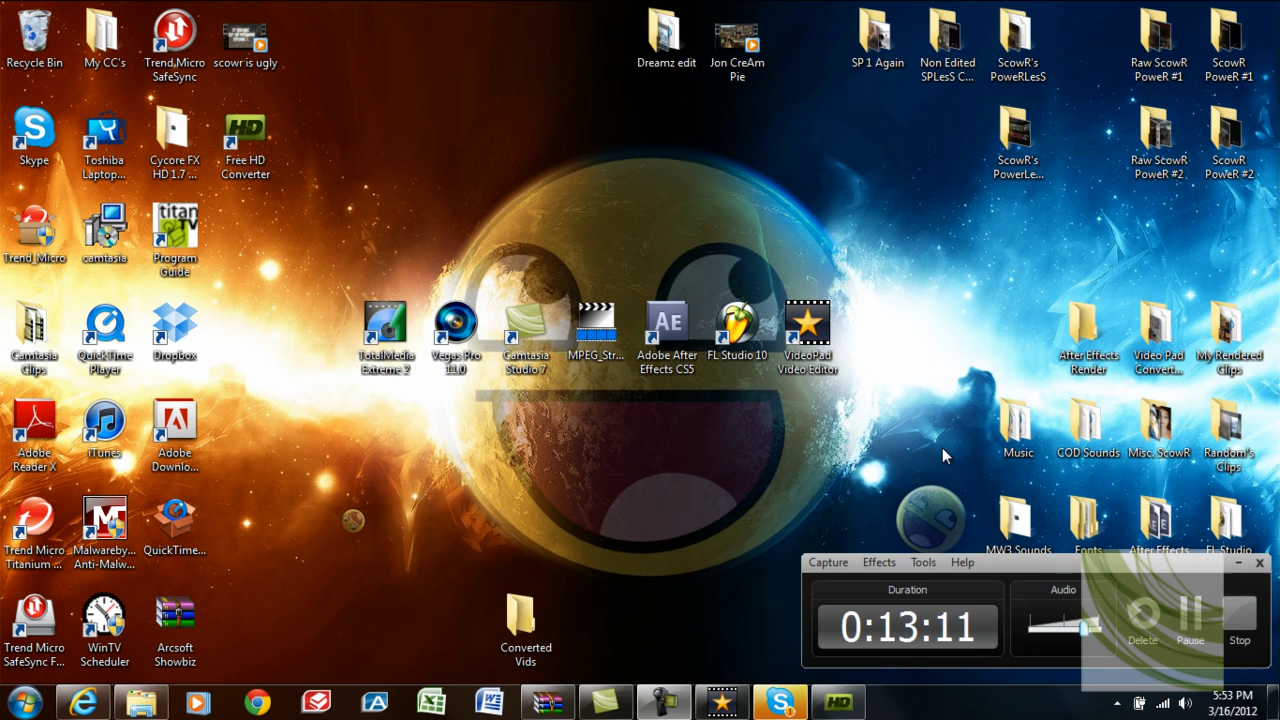 Recycle Bin
My CC's
Trend Micro
SafeSync
scowr is ugly
Dreamz edit
Jon CreAm
Pie
SP 1 Again
Non Edited
SPLesS C...
ScowR's
PoweRLesS
Raw ScowR
PoweR #1
ScowR
PoweR #1
Skype
Toshiba
Laptop...
Cycore FX
HD 1.7 ...
HD
Free HD
Converter
ScowR's
PowerLe...
Raw ScowR
PoweR #2
ScowR
PoweR #2
Trend_Micro
camtasia
titan
TV
Program
Guide
Camtasia
Clips
QuickTime
Player
Dropbox
TotalMedia
Extreme 2
Vegas Pro
11.0
Camtasia
Studio 7
MPEG_Str...
AE
Adobe After
Effects CS5
FL Studio 10
VideoPad
Video Editor
After Effects
Render
Video Pad
Convert...
My Rendered
Clips
Adobe
Reader X
iTunes
Adobe
Downlo...
Music
COD Sounds
Misc. ScowR
Random's
Clips
Trend Micro
Titanium ...
Malwareby...
Anti-Malw...
QuickTime...
MW3 Sounds
Fonts
After Effects
FL Studio
Trend Micro
SafeSync F...
WinTV
Scheduler
Arcsoft
Showbiz
Converted
Vids
Capture Effects Tools Help
Duration
Audio
0:13:11
Delete
Pause
Stop
HD
5:53 PM
3/16/2012